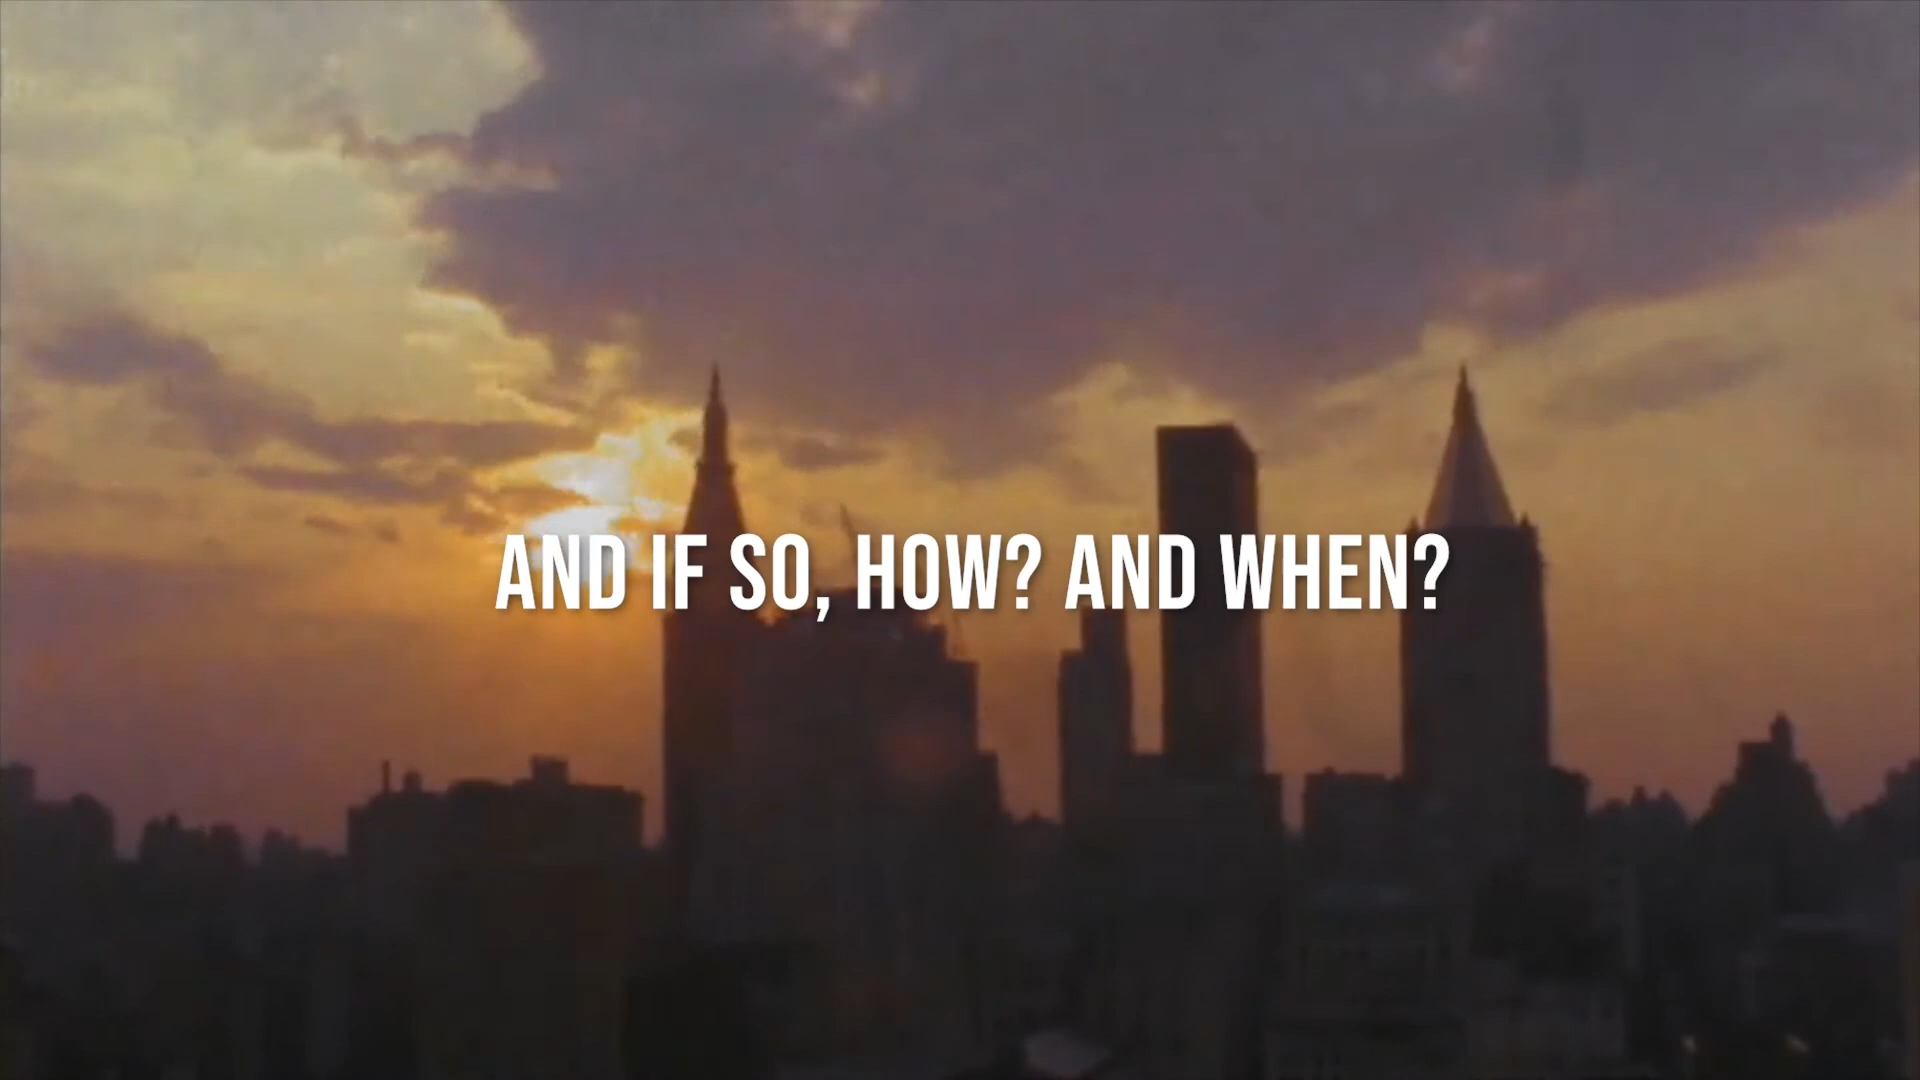 AND IF SO, HOW? AND WHEN?